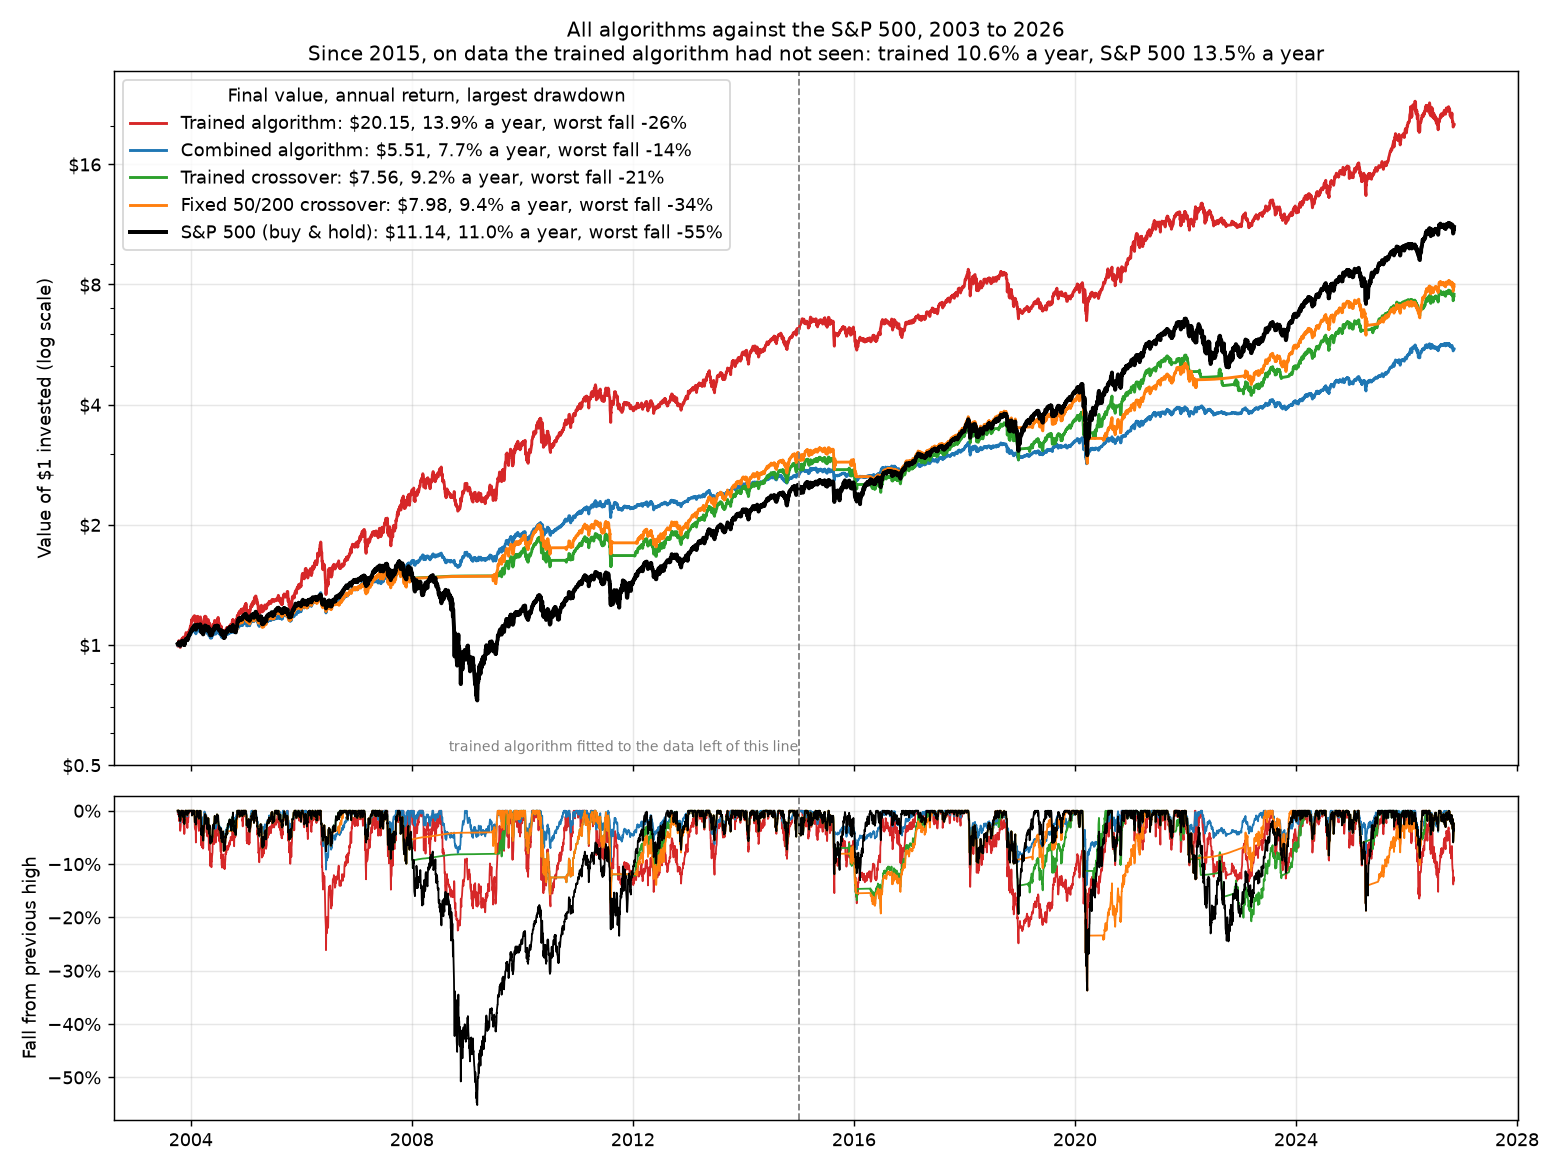 All algorithms against the S&P 500, 2003 to 2026
Since 2015, on data the trained algorithm had not seen: trained 10.6% a year, S&P 500 13.5% a year
Final value, annual return, largest drawdown
Trained algorithm: $20.15, 13.9% a year, worst fall -26%
Combined algorithm: $5.51, 7.7% a year, worst fall -14%
Trained crossover: $7.56, 9.2% a year, worst fall -21%
Fixed 50/200 crossover: $7.98, 9.4% a year, worst fall -34%
S&P 500 (buy & hold): $11.14, 11.0% a year, worst fall -55%
Value of $1 invested (log scale)
$16
$8
$4
$2
$1
$0.5
trained algorithm fitted to the data left of this line
Fall from previous high
0%
−10%
−20%
−30%
−40%
−50%
2004 2008 2012 2016 2020 2024 2028